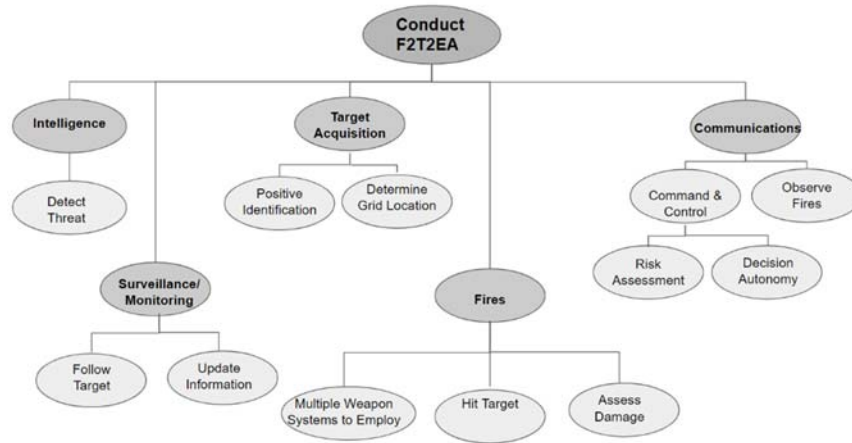 Conduct
F2T2EA
Intelligence
Target
Acquisition
Communications
Detect
Threat
Positive
Identification
Determine
Grid Location
Command &
Control
Observe
Fires
Risk
Assessment
Decision
Autonomy
Surveillance/
Monitoring
Fires
Follow
Target
Update
Information
Multiple Weapon
Systems to Employ
Hit Target
Assess
Damage